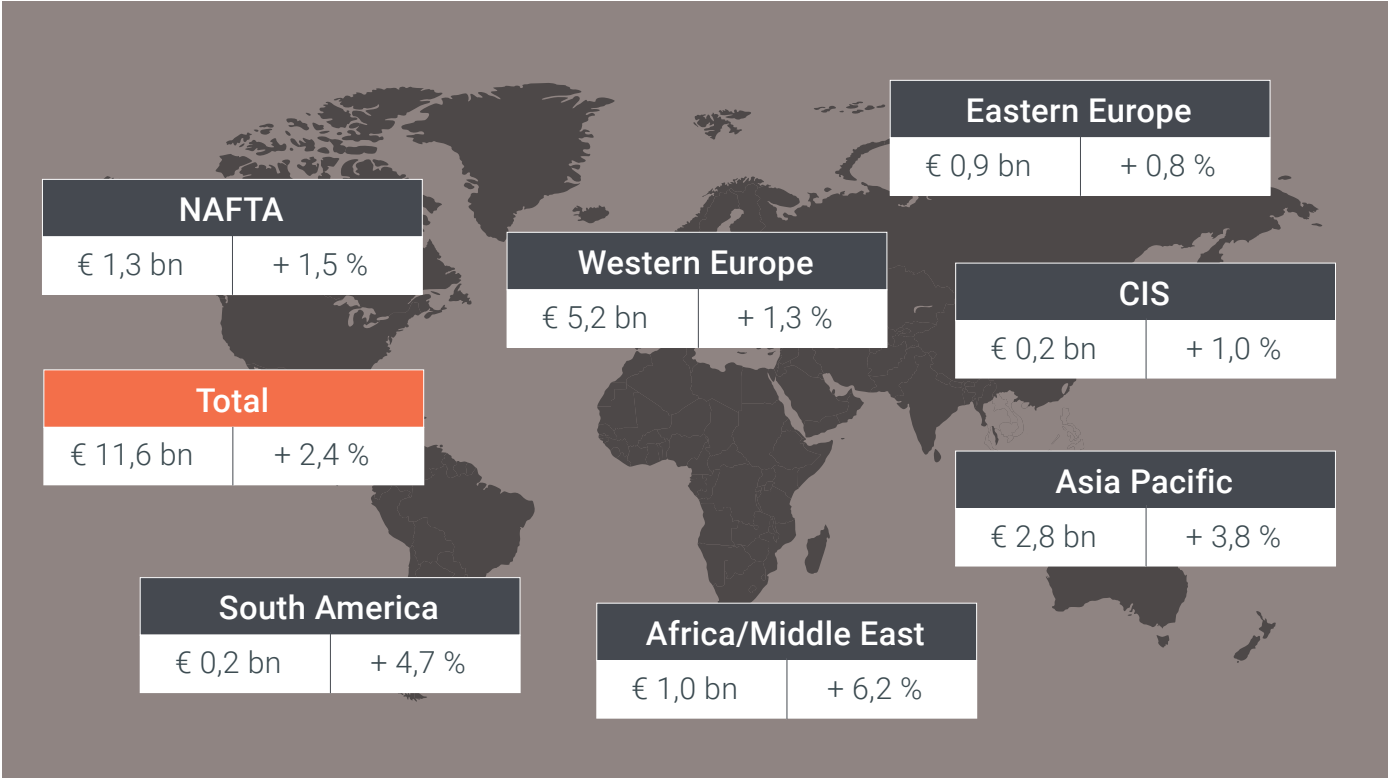 Eastern Europe
€ 0,9 bn + 0,8 %
NAFTA
€ 1,3 bn + 1,5 %
Western Europe
€ 5,2 bn + 1,3 %
CIS
€ 0,2 bn + 1,0 %
Total
€ 11,6 bn + 2,4 %
Asia Pacific
€ 2,8 bn + 3,8 %
South America
€ 0,2 bn + 4,7 %
Africa/Middle East
€ 1,0 bn + 6,2 %